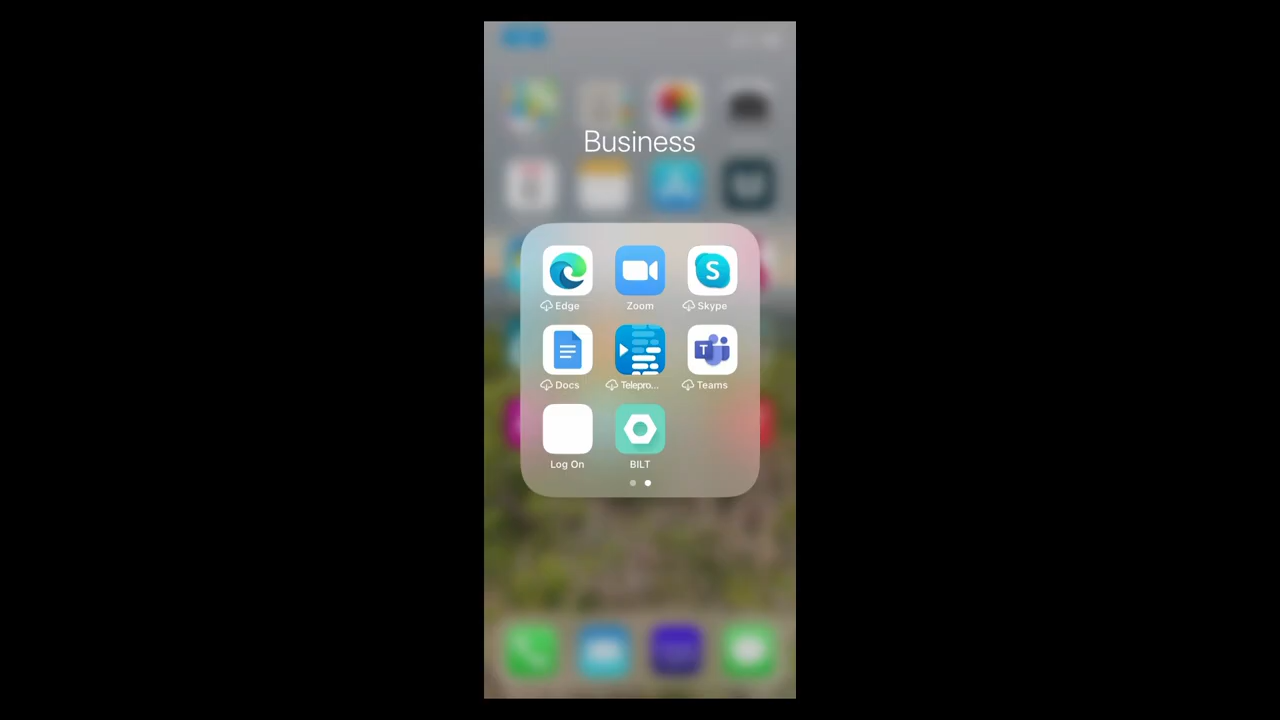 Business
Edge
Zoom
S
Skype
Docs
Telepro...
T
Teams
Log On
BILT